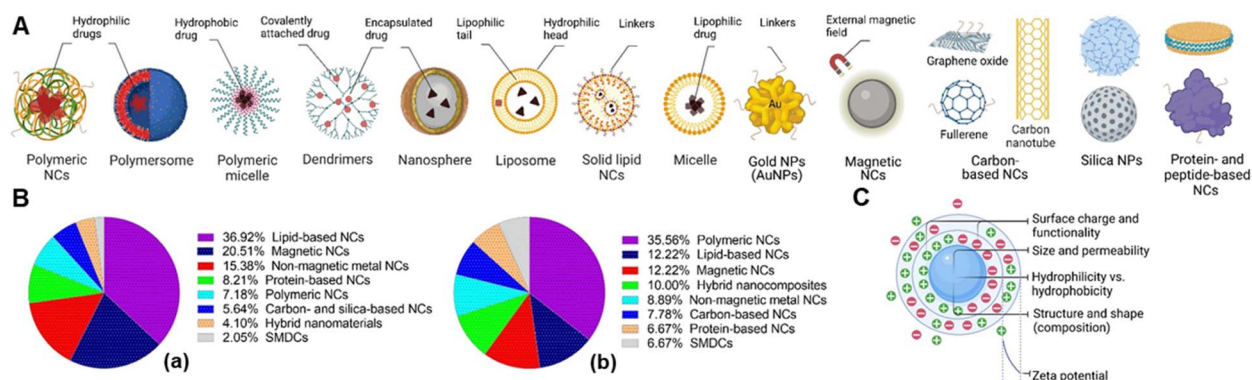 A
Hydrophilic
drugs
Hydrophobic
drug
Covalently
attached drug
Encapsulated
drug
Lipophilic
tail
Hydrophilic
head
Linkers
Lipophilic
drug
Linkers
External magnetic
field
Graphene oxide
Fullerene
Carbon
nanotube
Au
Polymeric
NCs
Polymersome
Polymeric
micelle
Dendrimers
Nanosphere
Liposome
Solid lipid
NCs
Micelle
Gold NPs
(AuNPs)
Magnetic
NCs
Carbon-
based NCs
Silica NPs
Protein- and
peptide-based
NCs
B
36.92% Lipid-based NCs
20.51% Magnetic NCs
15.38% Non-magnetic metal NCs
8.21% Protein-based NCs
7.18% Polymeric NCs
5.64% Carbon- and silica-based NCs
4.10% Hybrid nanomaterials
2.05% SMDCs
(a)
35.56% Polymeric NCs
12.22% Lipid-based NCs
12.22% Magnetic NCs
10.00% Hybrid nanocomposites
8.89% Non-magnetic metal NCs
7.78% Carbon-based NCs
6.67% Protein-based NCs
6.67% SMDCs
(b)
C
Surface charge and
functionality
Size and permeability
Hydrophilicity vs.
hydrophobicity
Structure and shape
(composition)
Zeta potential